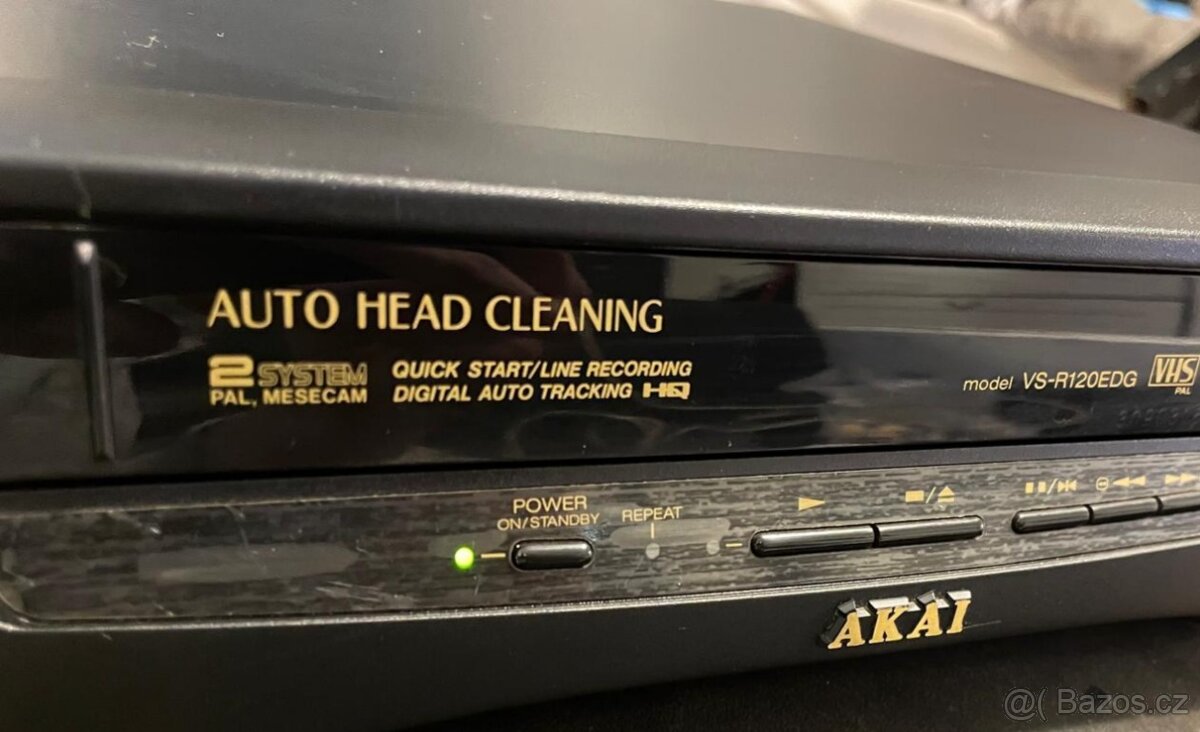 AUTO HEAD CLEANING
2 SYSTEM
PAL, MESECAM
QUICK START/LINE RECORDING
DIGITAL AUTO TRACKING HQ
model VS-R120EDG VHS
PAL
POWER
ON/STANDBY
REPEAT
AKAI
@( Bazoš.cz